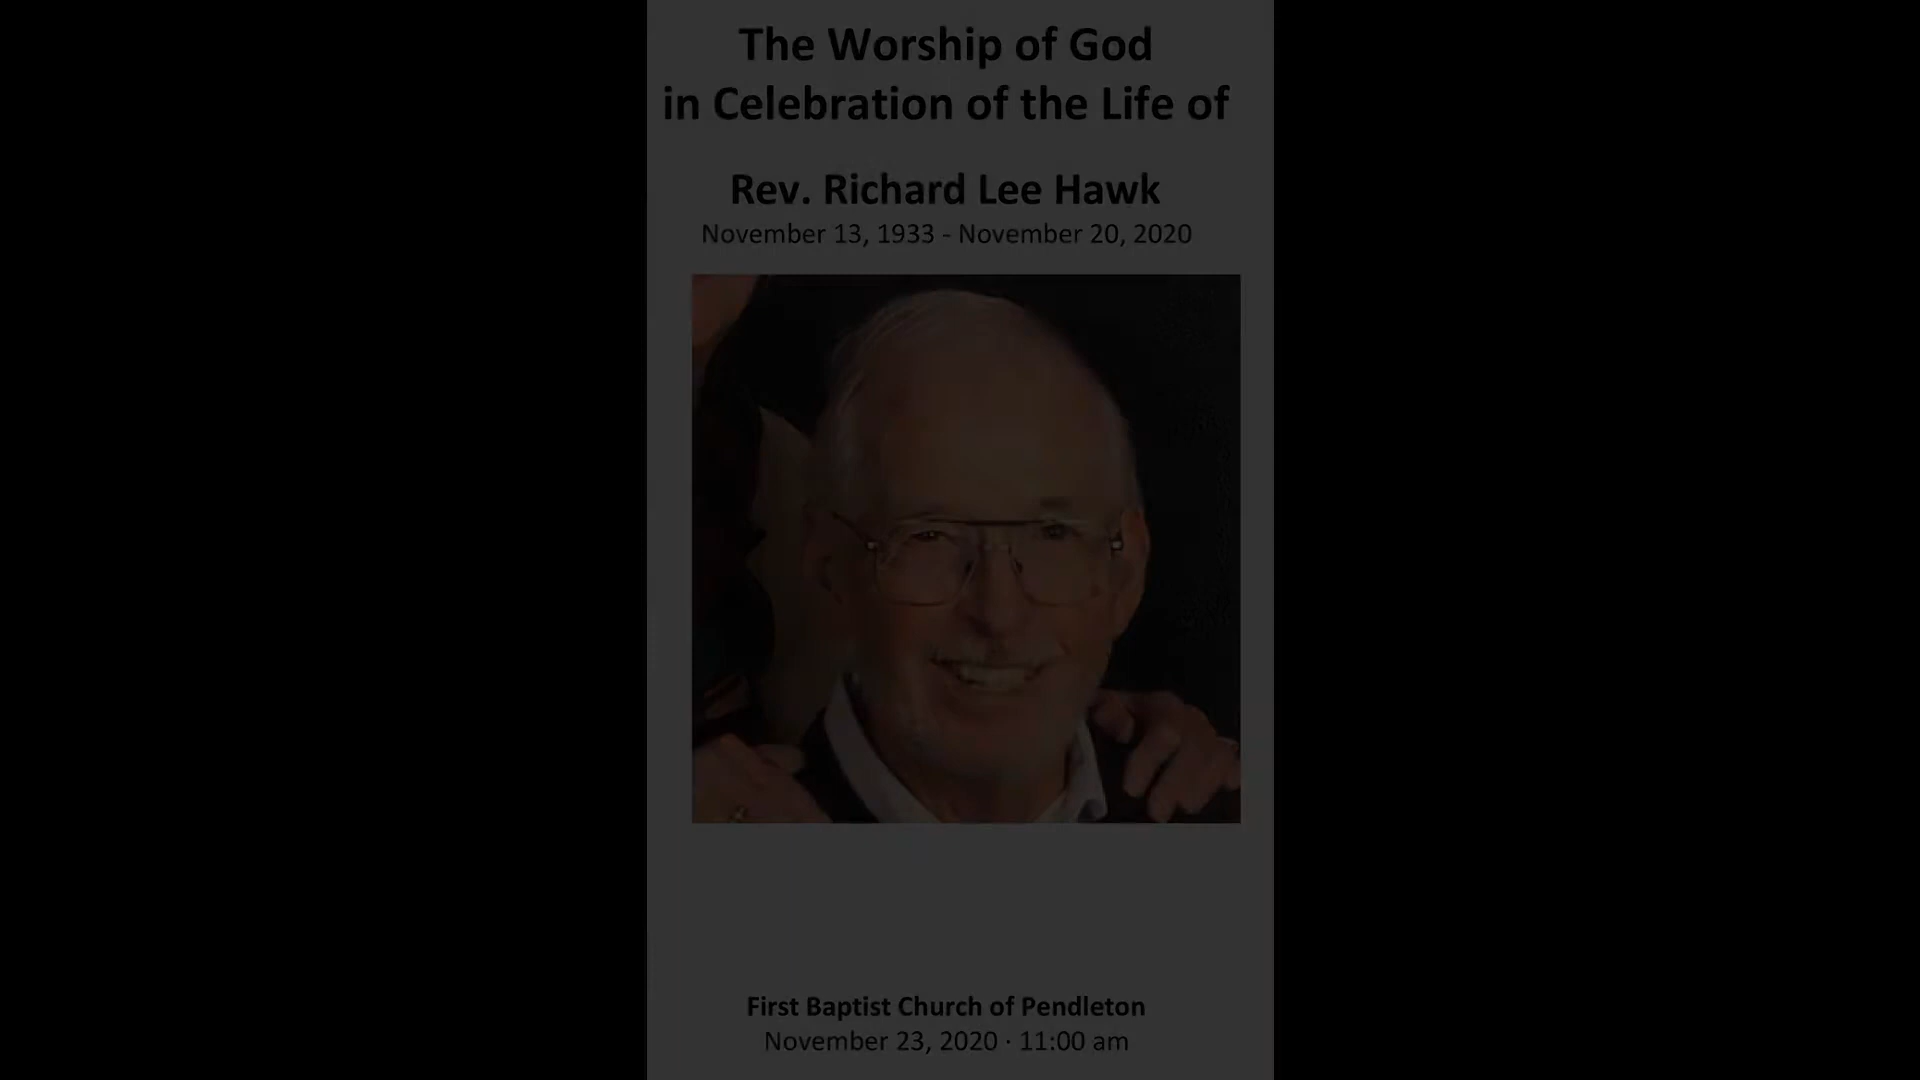 The Worship of God
in Celebration of the Life of
Rev. Richard Lee Hawk
November 13, 1933 - November 20, 2020
First Baptist Church of Pendleton
November 23, 2020 · 11:00 am